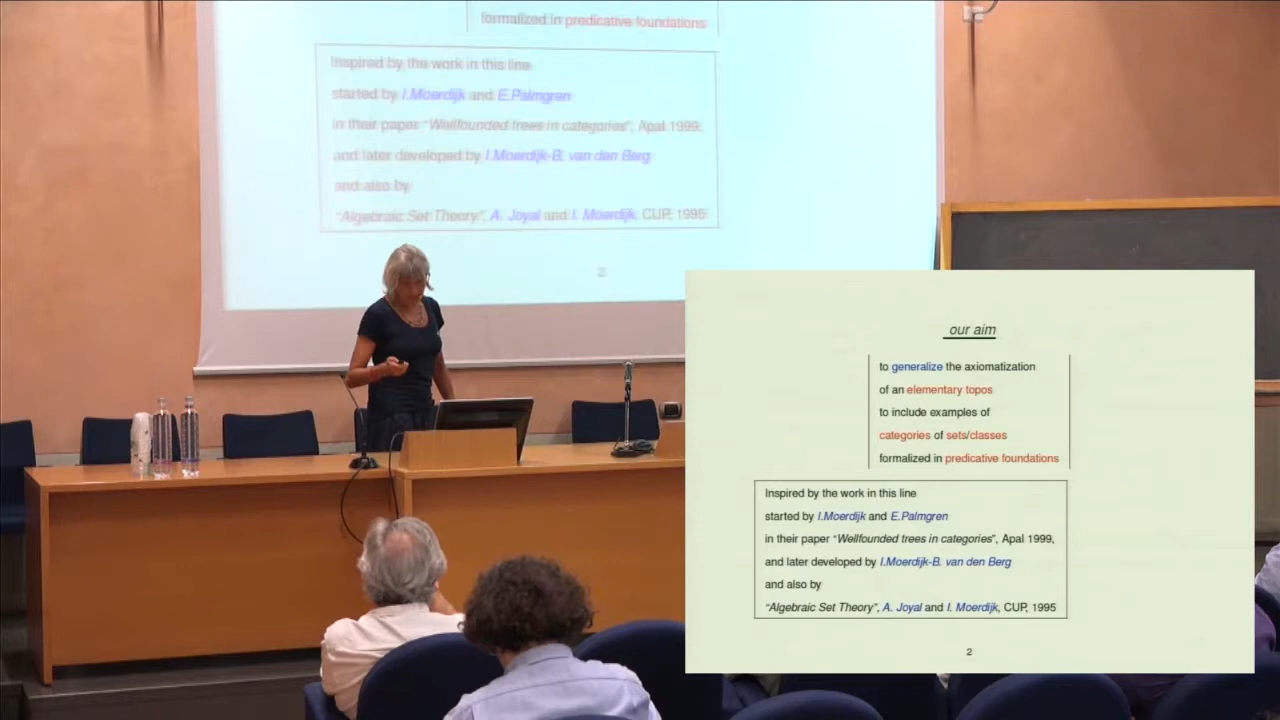 formalized in predicative foundations
Inspired by the work in this line
started by I.Moerdijk and E.Palmgren
in their paper "Wellfounded trees in categories", Apal 1999,
and later developed by I.Moerdijk-B. van den Berg
and also by
"Algebraic Set Theory", A. Joyal and I. Moerdijk, CUP, 1995
2
our aim
to generalize the axiomatization
of an elementary topos
to include examples of
categories of sets/classes
formalized in predicative foundations
Inspired by the work in this line
started by I.Moerdijk and E.Palmgren
in their paper "Wellfounded trees in categories", Apal 1999,
and later developed by I.Moerdijk-B. van den Berg
and also by
"Algebraic Set Theory", A. Joyal and I. Moerdijk, CUP, 1995
2